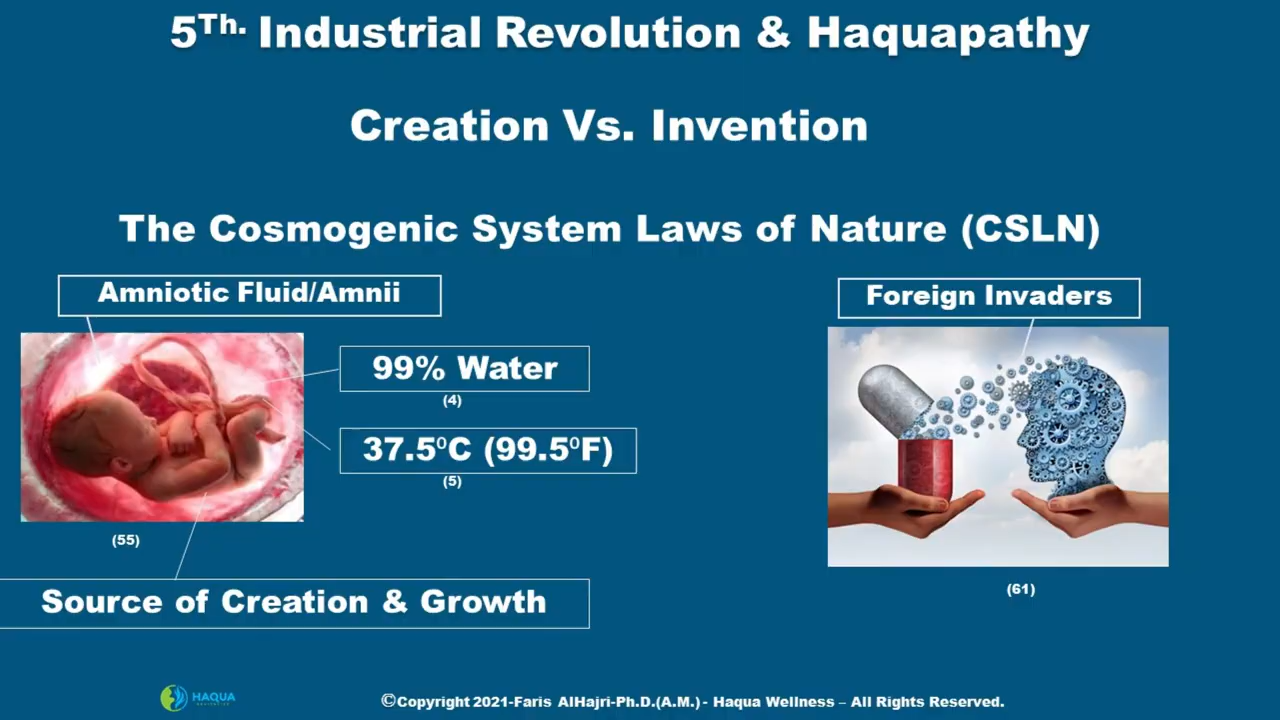 5Th. Industrial Revolution & Haquapathy
Creation Vs. Invention
The Cosmogenic System Laws of Nature (CSLN)
Amniotic Fluid/Amnii
Foreign Invaders
99% Water
(4)
37.5⁰C (99.5⁰F)
(5)
(55)
(61)
Source of Creation & Growth
HAQUA
©Copyright 2021-Faris AlHajri-Ph.D.(A.M.) - Haqua Wellness – All Rights Reserved.